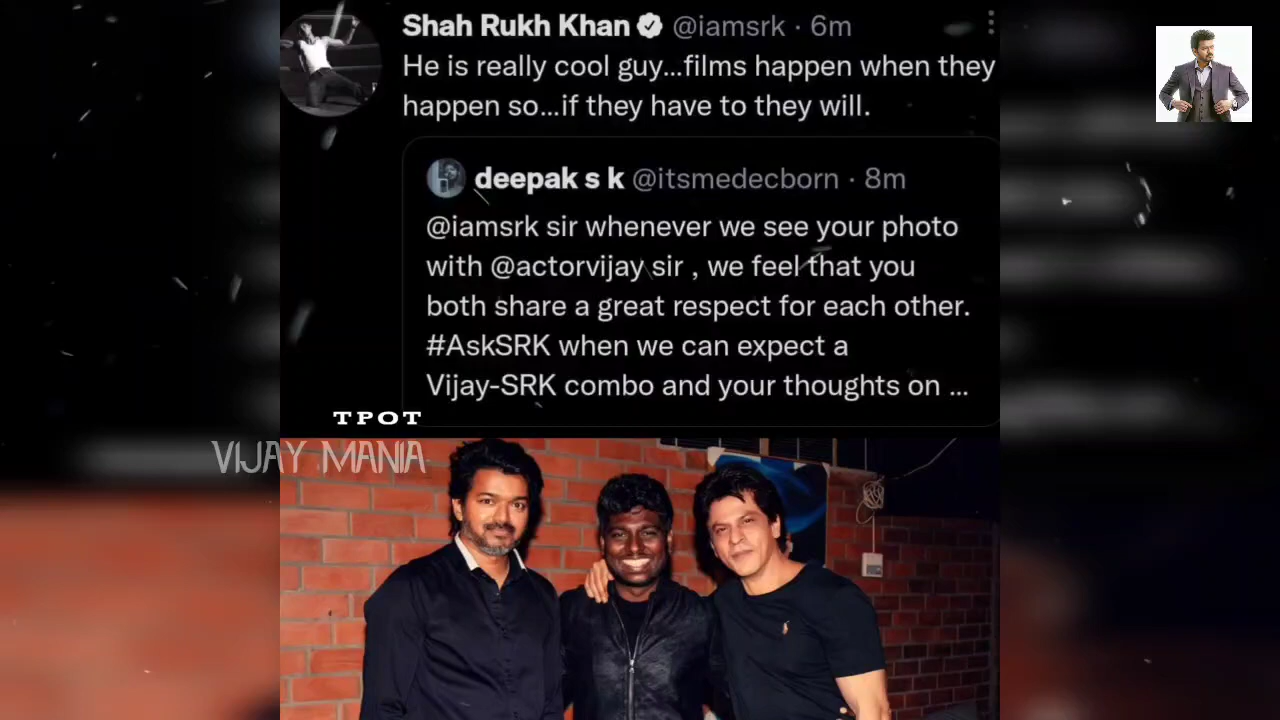 Shah Rukh Khan @iamsrk · 6m
He is really cool guy...films happen when they
happen so...if they have to they will.
deepak s k @itsmedecborn · 8m
@iamsrk sir whenever we see your photo
with @actorvijay sir , we feel that you
both share a great respect for each other.
#AskSRK when we can expect a
Vijay-SRK combo and your thoughts on ...
TPOT
VIJAY MANIA